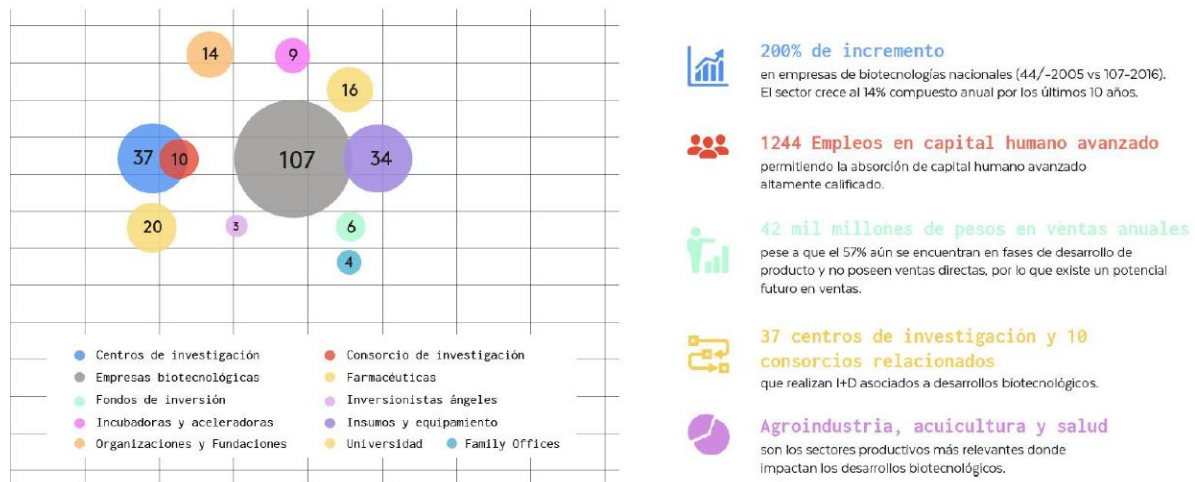 14
9
16
37
10
107
34
20
3
6
4
Centros de investigación
Consorcio de investigación
Empresas biotecnológicas
Farmacéuticas
Fondos de inversión
Inversionistas ángeles
Incubadoras y aceleradoras
Insumos y equipamiento
Organizaciones y Fundaciones
Universidad
Family Offices
200% de incremento
en empresas de biotecnologías nacionales (44/-2005 vs 107-2016).
El sector crece al 14% compuesto anual por los últimos 10 años.
1244 Empleos en capital humano avanzado
permitiendo la absorción de capital humano avanzado
altamente calificado.
42 mil millones de pesos en ventas anuales
pese a que el 57% aún se encuentran en fases de desarrollo de
producto y no poseen ventas directas, por lo que existe un potencial
futuro en ventas.
37 centros de investigación y 10
consorcios relacionados
que realizan I+D asociados a desarrollos biotecnológicos.
Agroindustria, acuicultura y salud
son los sectores productivos más relevantes donde
impactan los desarrollos biotecnológicos.